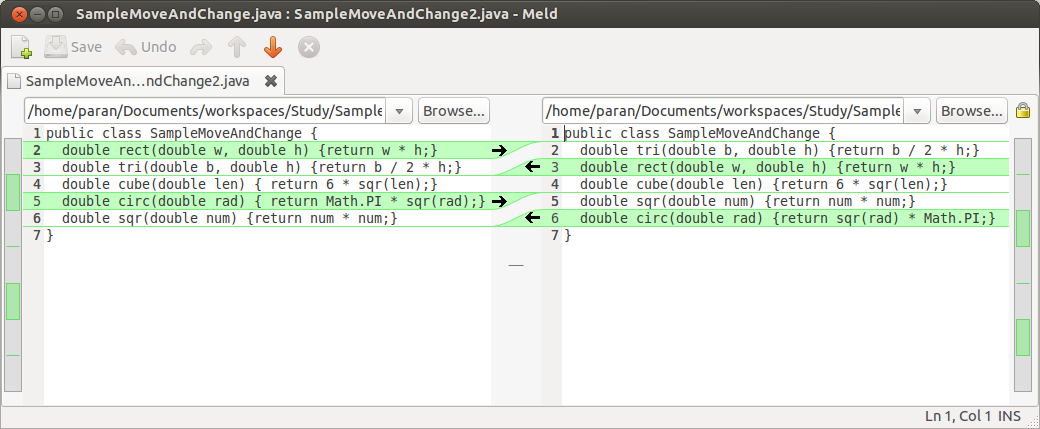 SampleMoveAndChange.java : SampleMoveAndChange2.java - Meld
Save Undo
SampleMoveAn...ndChange2.java
/home/paran/Documents/workspaces/Study/Sample Browse...
1 public class SampleMoveAndChange {
2 double rect(double w, double h) {return w * h;}
3 double tri(double b, double h) {return b / 2 * h;}
4 double cube(double len) { return 6 * sqr(len);}
5 double circ(double rad) { return Math.PI * sqr(rad);}
6 double sqr(double num) {return num * num;}
7 }
/home/paran/Documents/workspaces/Study/Sample Browse...
1 public class SampleMoveAndChange {
2 double tri(double b, double h) {return b / 2 * h;}
3 double rect(double w, double h) {return w * h;}
4 double cube(double len) {return 6 * sqr(len);}
5 double sqr(double num) {return num * num;}
6 double circ(double rad) {return sqr(rad) * Math.PI;}
7 }
Ln 1, Col 1 INS